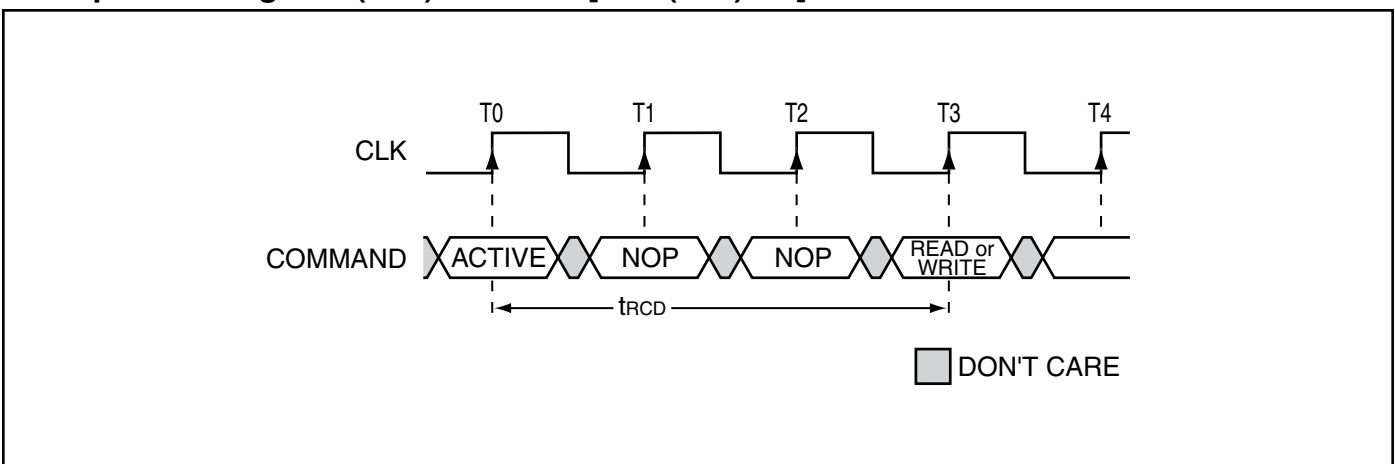 T0 T1 T2 T3 T4
CLK
COMMAND ACTIVE NOP NOP READ or
WRITE
tRCD
DON'T CARE